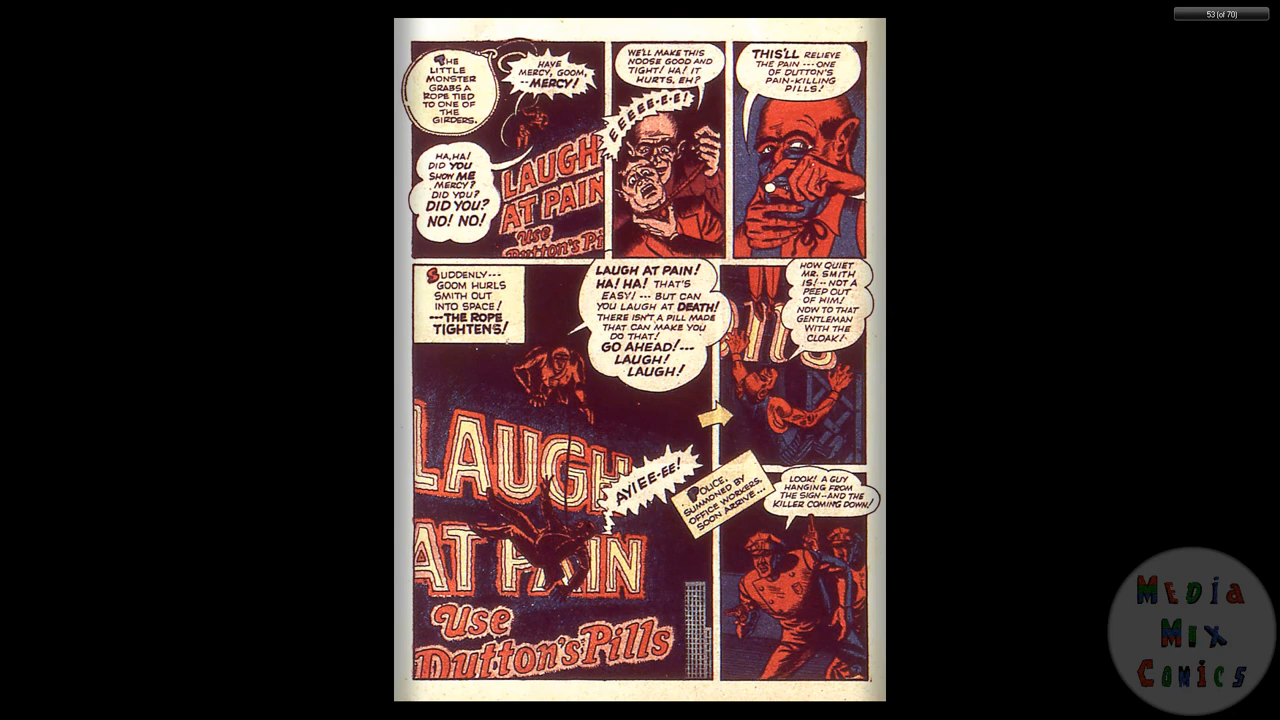 53 (of 70)
THE
LITTLE
MONSTER
GRABS A
ROPE TIED
TO ONE OF
THE
GIRDERS.
HAVE
MERCY, GOOM,
--MERCY!
HA, HA!
DID YOU
SHOW ME
MERCY?
DID YOU?
DID YOU?
NO! NO!
LAUGH
AT PAIN
Use
Dutton's Pi
WE'LL MAKE THIS
NOOSE GOOD AND
TIGHT! HA! IT
HURTS, EH?
EEEEE-E-E!
THIS'LL RELIEVE
THE PAIN ---ONE
OF DUTTON'S
PAIN-KILLING
PILLS!
SUDDENLY---
GOOM HURLS
SMITH OUT
INTO SPACE!
---THE ROPE
TIGHTENS!
LAUGH AT PAIN!
HA! HA! THAT'S
EASY! --- BUT CAN
YOU LAUGH AT DEATH!
THERE ISN'T A PILL MADE
THAT CAN MAKE YOU
DO THAT!
GO AHEAD!---
LAUGH!
LAUGH!
AYIEE-EE!
LAUGH
AT PAIN
Use
Dutton's Pills
HOW QUIET
MR. SMITH
IS!-- NOT A
PEEP OUT
OF HIM!
NOW TO THAT
GENTLEMAN
WITH THE
CLOAK!
POLICE,
SUMMONED BY
OFFICE WORKERS,
SOON ARRIVE...
LOOK! A GUY
HANGING FROM
THE SIGN--AND THE
KILLER COMING DOWN!
MEDiA
MiX
COMiCS